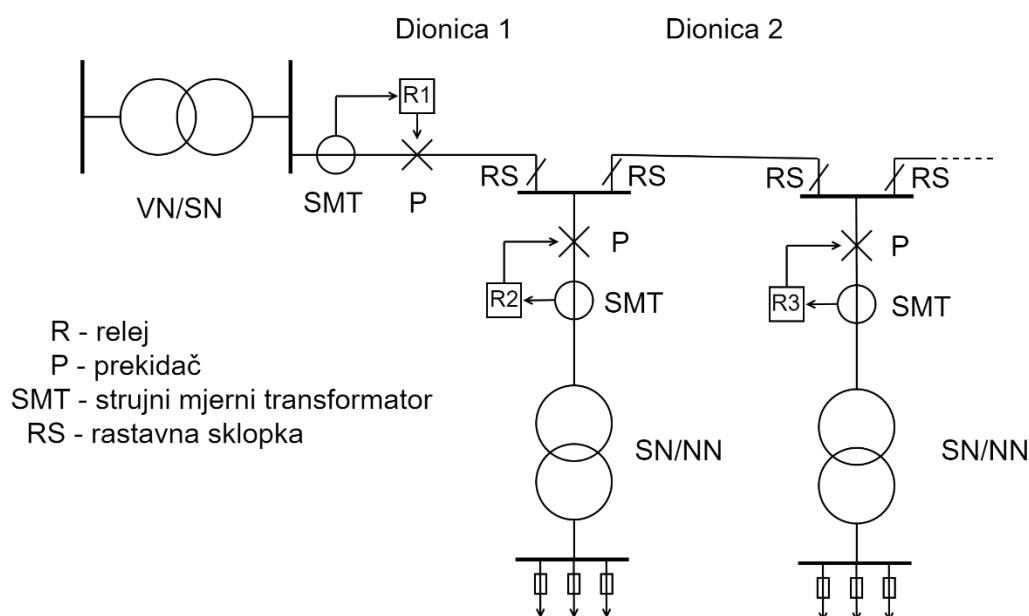 Dionica 1
Dionica 2
R1
RS
RS
RS
RS
VN/SN
SMT
P
P
P
R2
SMT
R3
SMT
R - relej
P - prekidač
SMT - strujni mjerni transformator
RS - rastavna sklopka
SN/NN
SN/NN